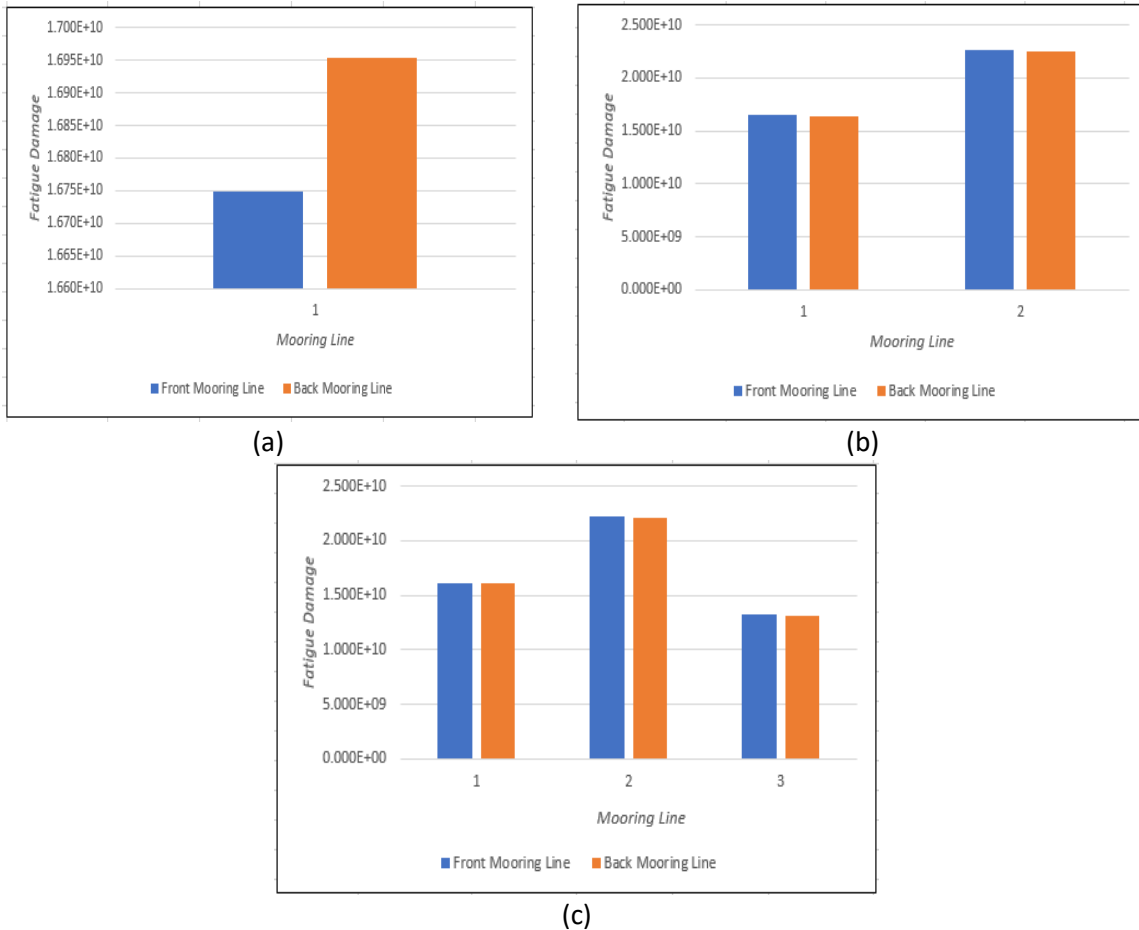 1.700E+10
1.695E+10
1.690E+10
1.685E+10
1.680E+10
1.675E+10
1.670E+10
1.665E+10
1.660E+10
Fatigue Damage
1
Mooring Line
Front Mooring Line Back Mooring Line
(a)
2.500E+10
2.000E+10
1.500E+10
1.000E+10
5.000E+09
0.000E+00
Fatigue Damage
1 2
Mooring Line
Front Mooring Line Back Mooring Line
(b)
2.500E+10
2.000E+10
1.500E+10
1.000E+10
5.000E+09
0.000E+00
Fatigue Damage
1 2 3
Mooring Line
Front Mooring Line Back Mooring Line
(c)